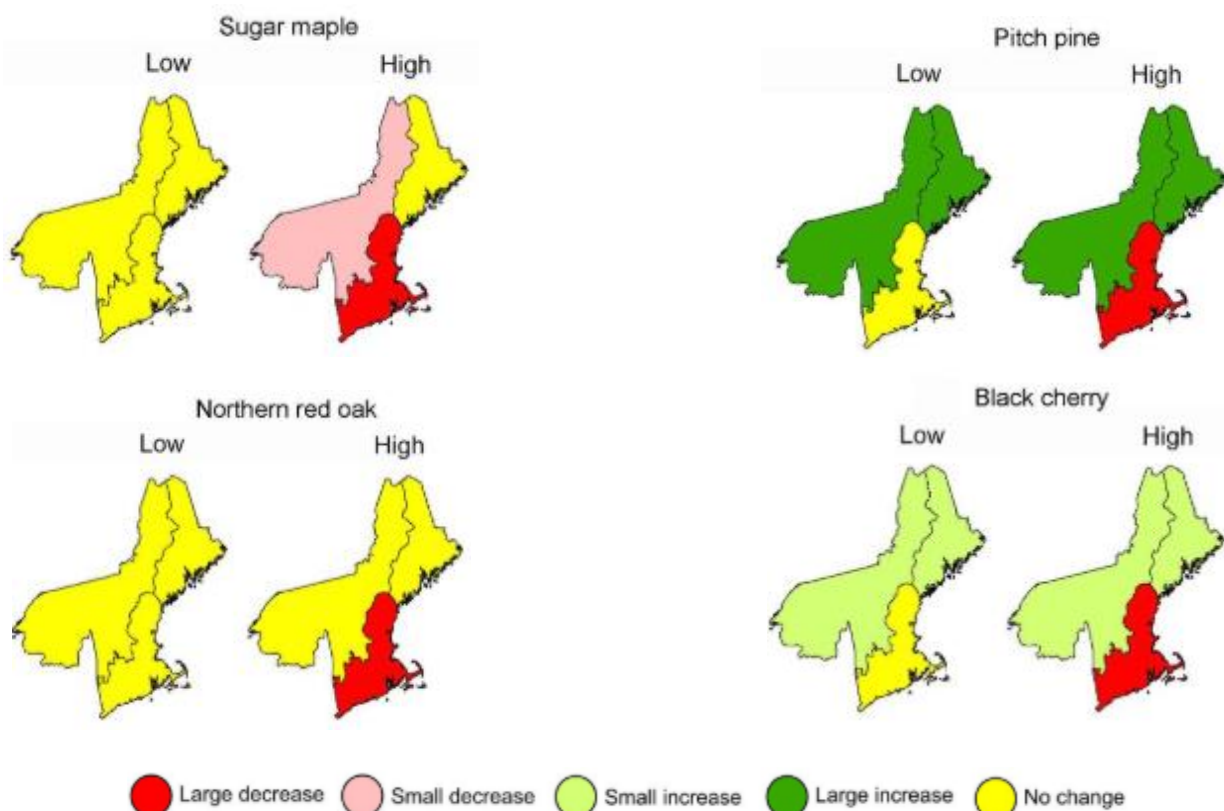 Sugar maple
Low High
Pitch pine
Low High
Northern red oak
Low High
Black cherry
Low High
Large decrease Small decrease Small increase Large increase No change